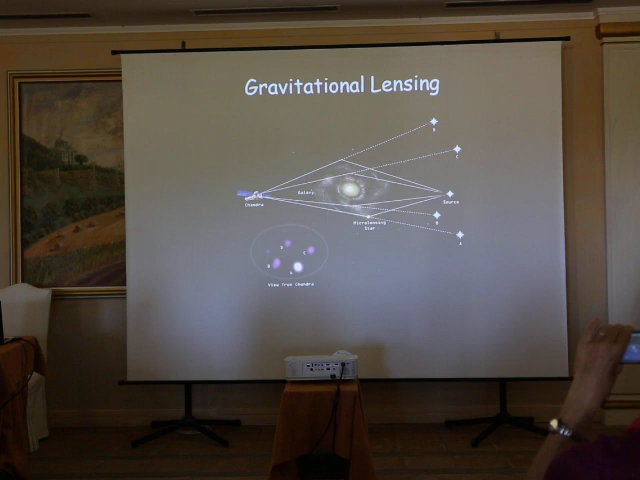 Gravitational Lensing
D
C
Galaxy
Chandra
Source
B
Microlensing
Star
A
D
C
B
A
View from Chandra